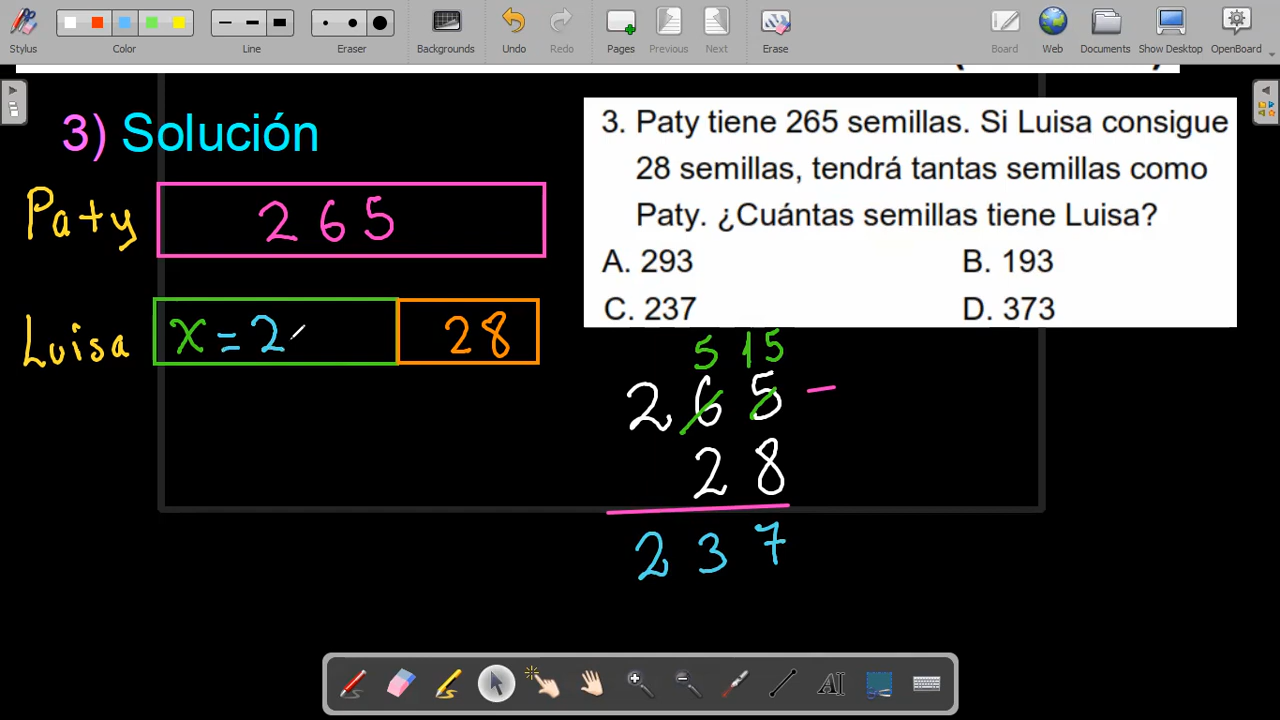 Stylus
Color
Line
Eraser
Backgrounds
Undo
Redo
Pages
Previous
Next
Erase
Board
Web
Documents
Show Desktop
OpenBoard
3) Solución
Paty 265
Luisa x = 2 28
3. Paty tiene 265 semillas. Si Luisa consigue
28 semillas, tendrá tantas semillas como
Paty. ¿Cuántas semillas tiene Luisa?
A. 293 B. 193
C. 237 D. 373
5 15
265 -
28
237